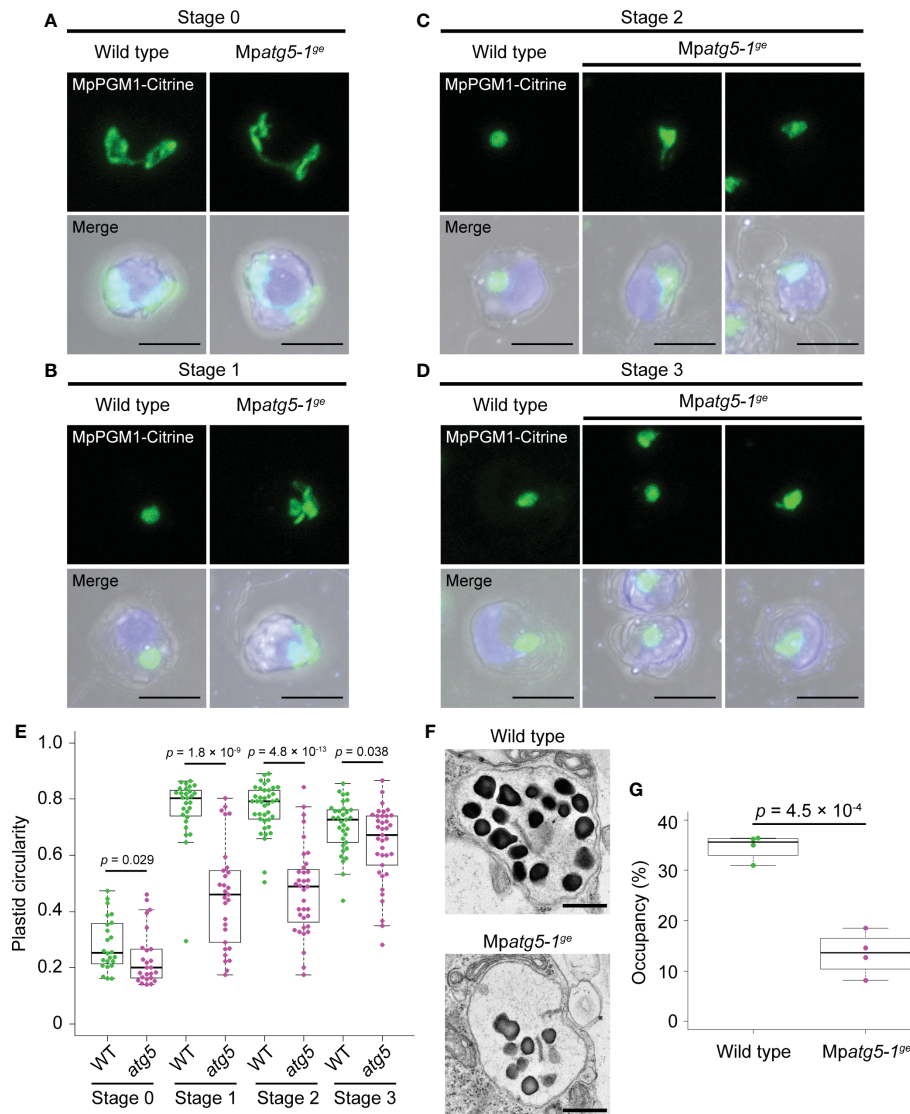 A
Stage 0
Wild type
Mpatg5-1ge
MpPGM1-Citrine
Merge
B
Stage 1
Wild type
Mpatg5-1ge
MpPGM1-Citrine
Merge
C
Stage 2
Wild type
Mpatg5-1ge
MpPGM1-Citrine
Merge
D
Stage 3
Wild type
Mpatg5-1ge
MpPGM1-Citrine
Merge
E
Plastid circularity
1.0
0.8
0.6
0.4
0.2
0
p = 0.029
p = 1.8 × 10-9
p = 4.8 × 10-13
p = 0.038
WT
atg5
WT
atg5
WT
atg5
WT
atg5
Stage 0
Stage 1
Stage 2
Stage 3
F
Wild type
Mpatg5-1ge
G
p = 4.5 × 10-4
Occupancy (%)
40
30
20
10
0
Wild type
Mpatg5-1ge